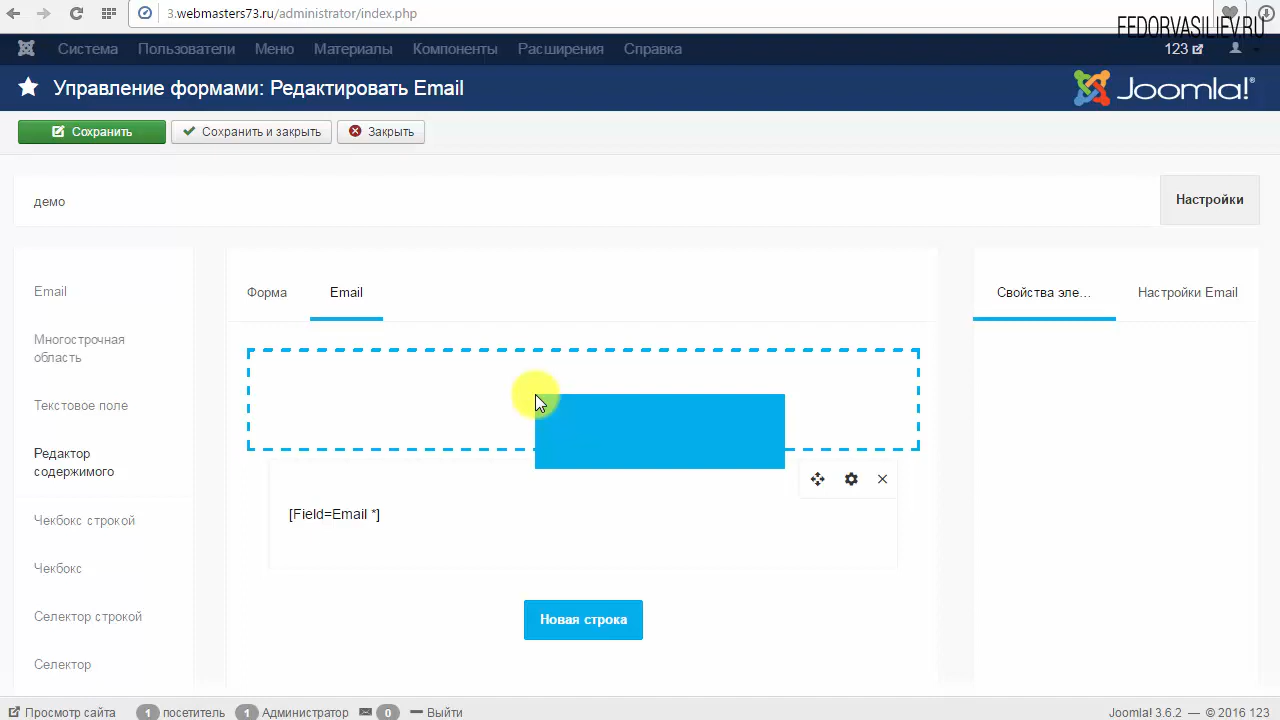 3.webmasters73.ru/administrator/index.php
FEDORVASILIEV.RU
Система Пользователи Меню Материалы Компоненты Расширения Справка 123
Управление формами: Редактировать Email
Joomla!®
Сохранить Сохранить и закрыть Закрыть
демо
Настройки
Email
Многострочная
область
Текстовое поле
Редактор
содержимого
Чекбокс строкой
Чекбокс
Селектор строкой
Селектор
Форма Email
[Field=Email *]
Новая строка
Свойства эле... Настройки Email
Просмотр сайта 1 посетитель 1 Администратор 0 Выйти
Joomla! 3.6.2 — © 2016 123